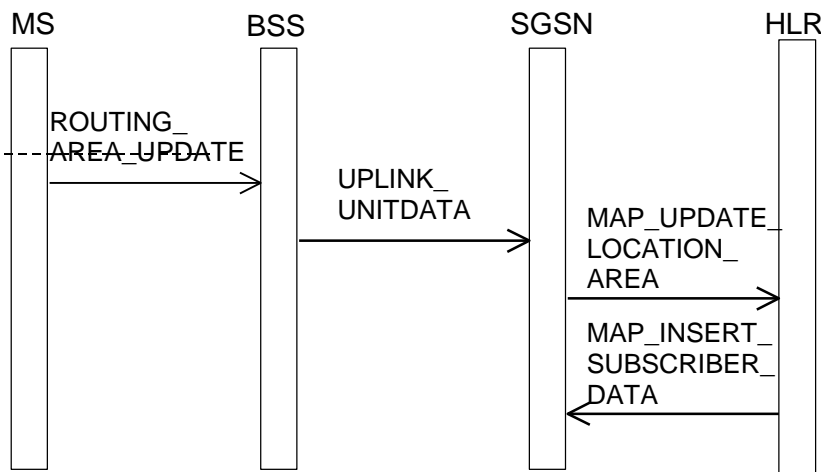 MS
BSS
SGSN
HLR
ROUTING_
AREA_UPDATE
UPLINK_
UNITDATA
MAP_UPDATE_
LOCATION_
AREA
MAP_INSERT_
SUBSCRIBER_
DATA